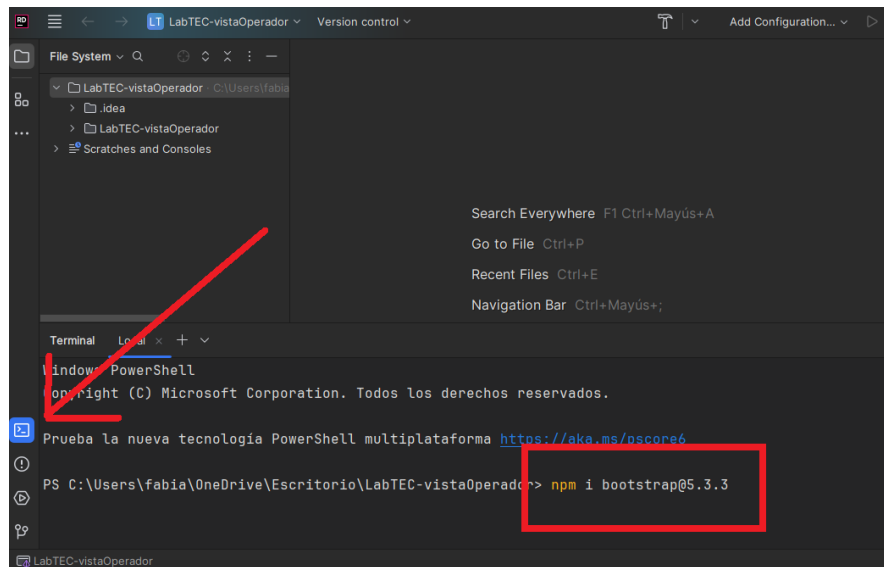 RD
LT LabTEC-vistaOperador
Version control
Add Configuration...
File System
LabTEC-vistaOperador C:\Users\fabia
.idea
LabTEC-vistaOperador
Scratches and Consoles
Search Everywhere F1 Ctrl+Mayús+A
Go to File Ctrl+P
Recent Files Ctrl+E
Navigation Bar Ctrl+Mayús+;
Terminal Local
Windows PowerShell
Copyright (C) Microsoft Corporation. Todos los derechos reservados.
Prueba la nueva tecnología PowerShell multiplataforma https://aka.ms/pscore6
PS C:\Users\fabia\OneDrive\Escritorio\LabTEC-vistaOperador> npm i bootstrap@5.3.3
LabTEC-vistaOperador